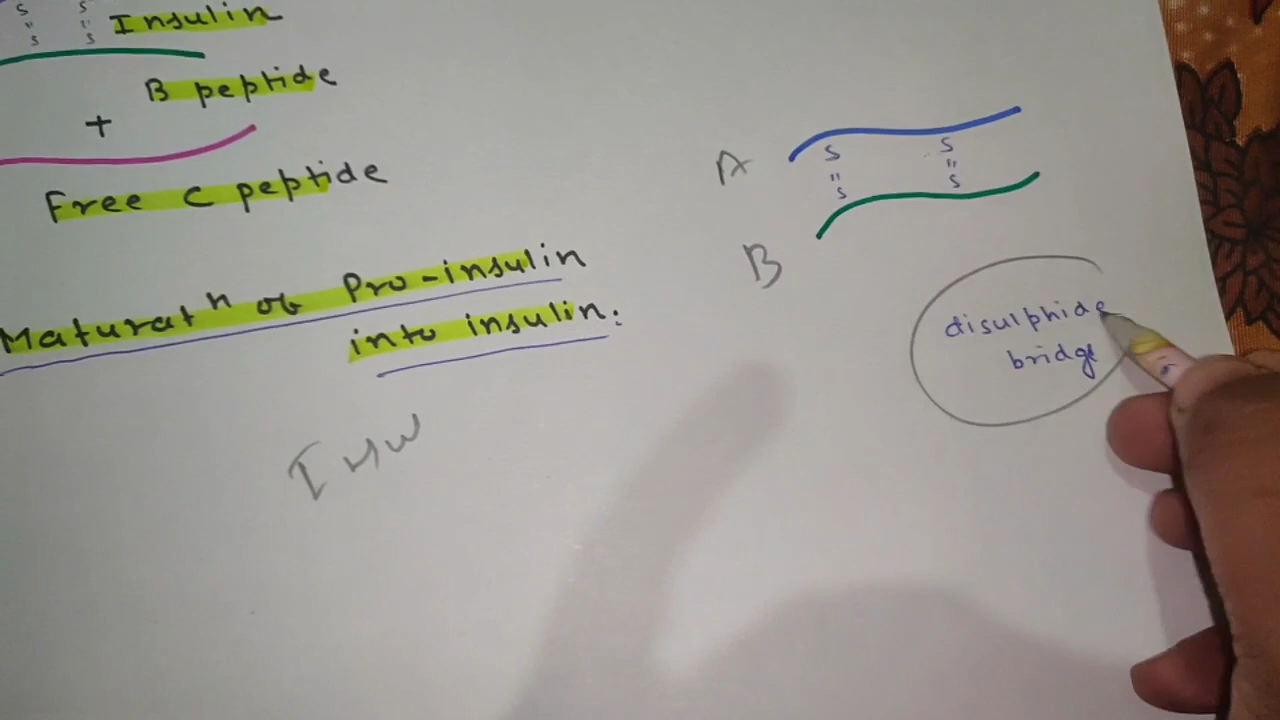 S S
" "
S S
Insulin
B peptide
+
Free C peptide
Maturatⁿ of Pro-insulin
into insulin:
A
S S
" "
S S
B
disulphide
bridge